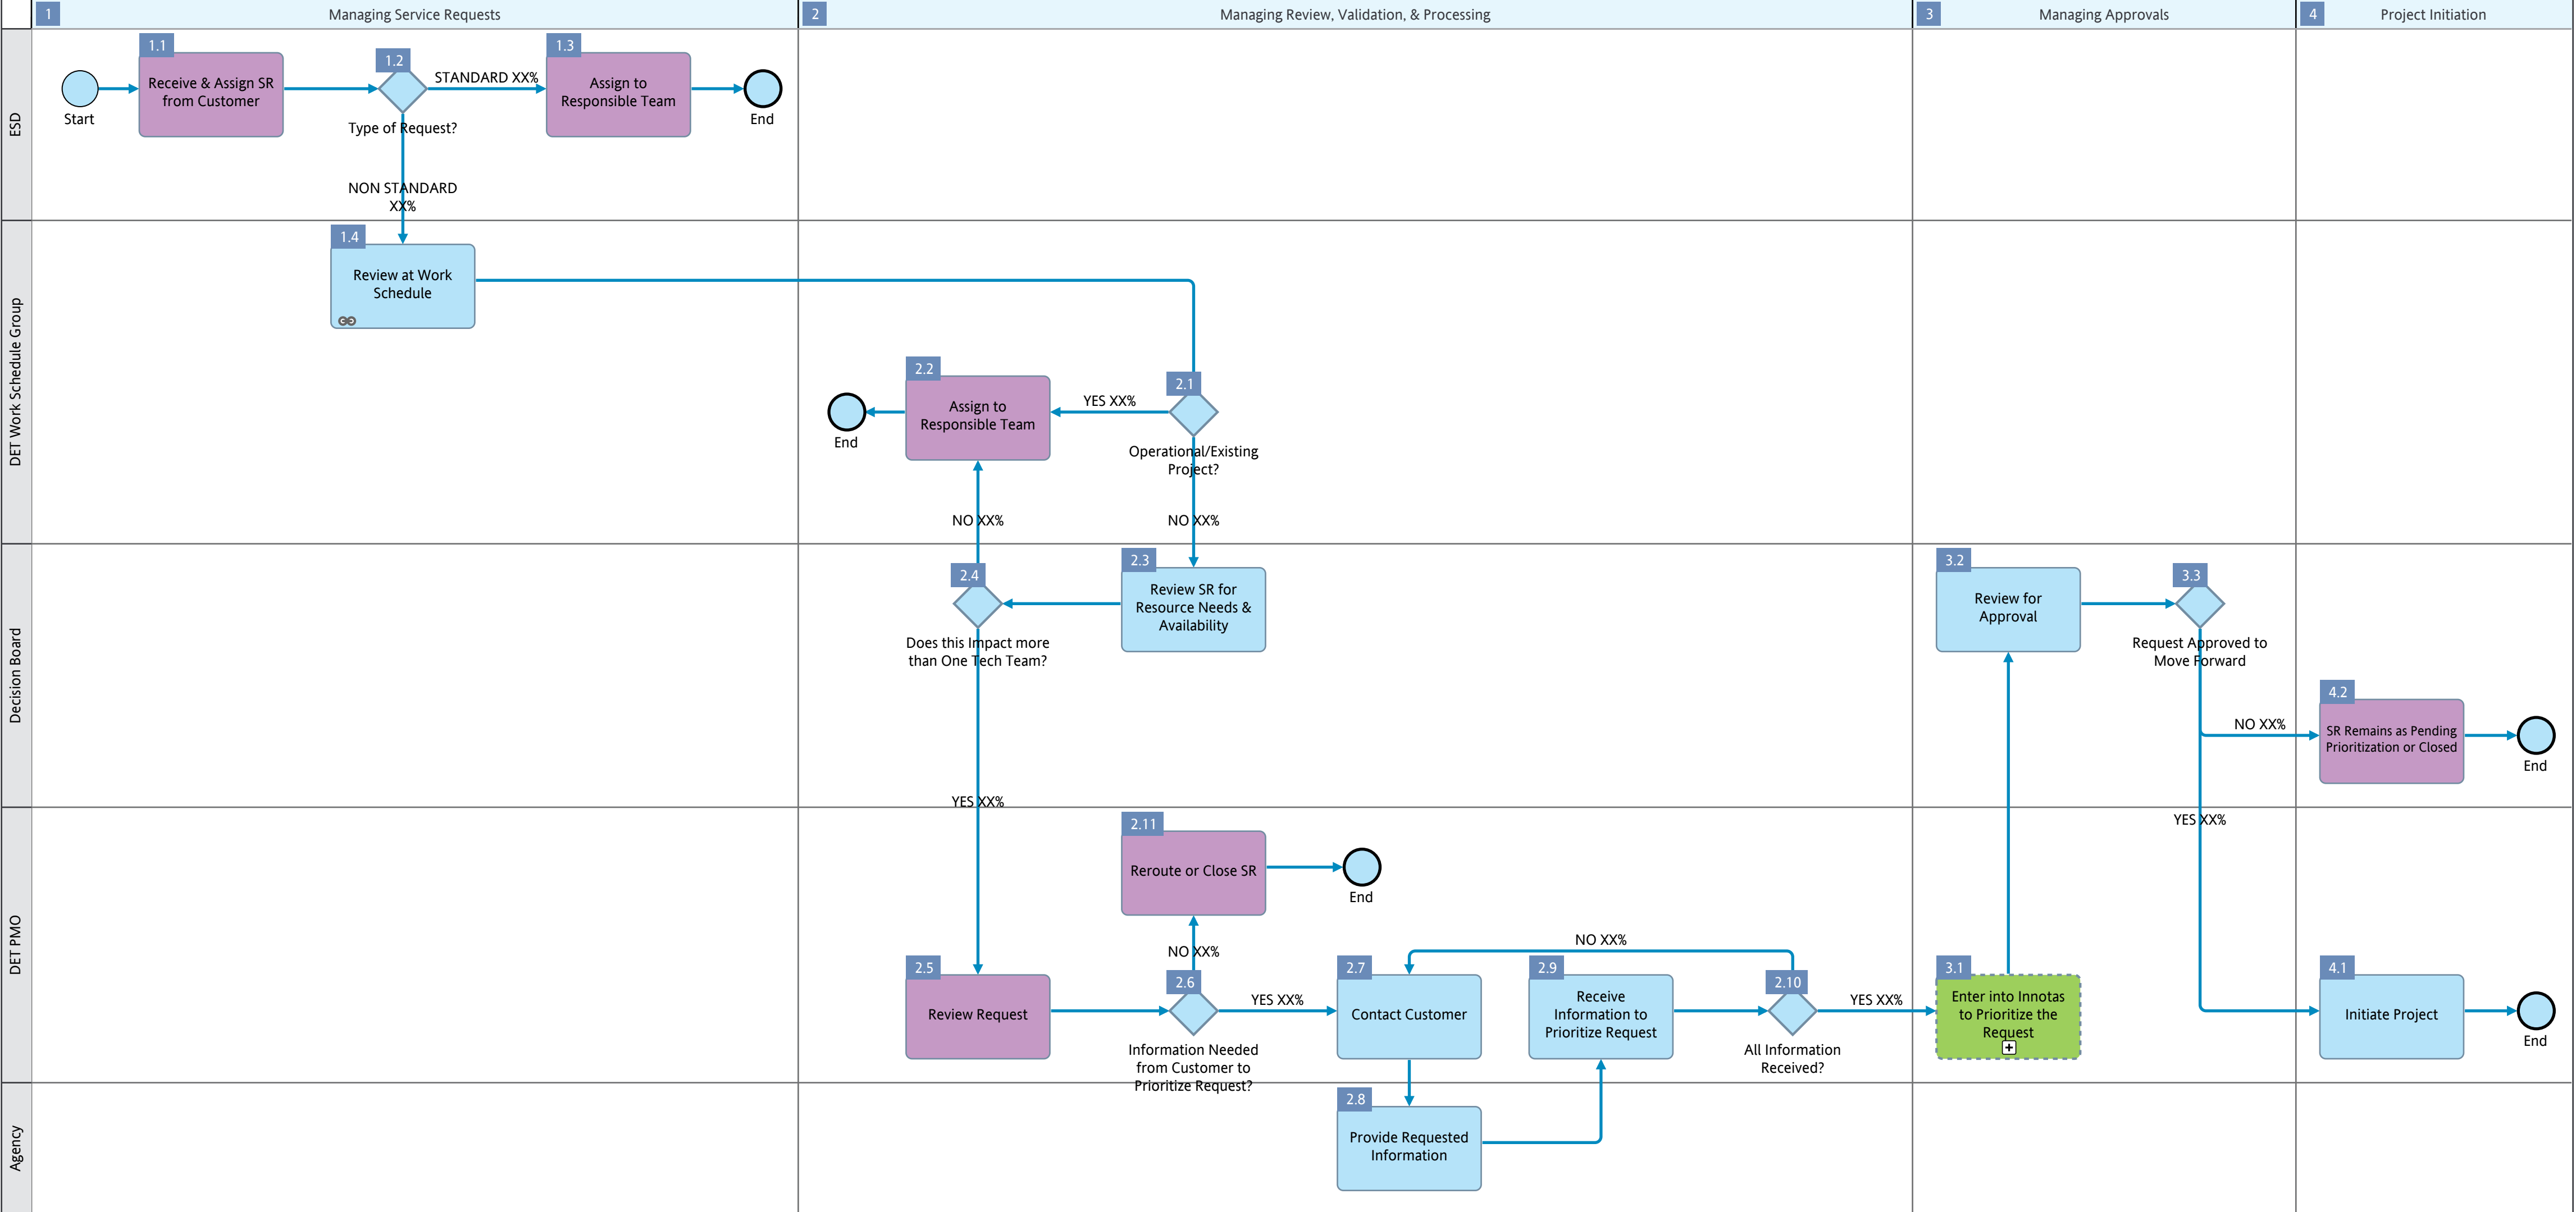 1
Managing Service Requests
2
Managing Review, Validation, & Processing
3
Managing Approvals
4
Project Initiation
ESD
Start
1.1
Receive & Assign SR
from Customer
1.2
Type of Request?
STANDARD XX%
1.3
Assign to
Responsible Team
End
NON STANDARD
XX%
DET Work Schedule Group
1.4
Review at Work
Schedule
End
2.2
Assign to
Responsible Team
YES XX%
2.1
Operational/Existing
Project?
NO XX%
NO XX%
Decision Board
2.4
Does this Impact more
than One Tech Team?
2.3
Review SR for
Resource Needs &
Availability
YES XX%
3.2
Review for
Approval
3.3
Request Approved to
Move Forward
NO XX%
4.2
SR Remains as Pending
Prioritization or Closed
End
YES XX%
DET PMO
2.11
Reroute or Close SR
End
NO XX%
2.5
Review Request
2.6
Information Needed
from Customer to
Prioritize Request?
YES XX%
2.7
Contact Customer
NO XX%
2.9
Receive
Information to
Prioritize Request
2.10
All Information
Received?
YES XX%
3.1
Enter into Innotas
to Prioritize the
Request
4.1
Initiate Project
End
Agency
2.8
Provide Requested
Information